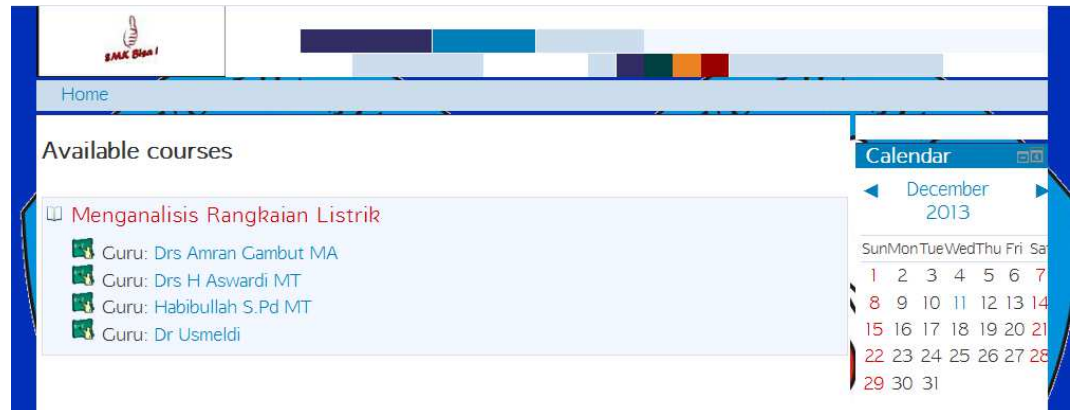 SMK Bisa !
Home
Available courses
Menganalisis Rangkaian Listrik
Guru: Drs Amran Gambut MA
Guru: Drs H Aswardi MT
Guru: Habibullah S.Pd MT
Guru: Dr Usmeldi
Calendar
◀ December 2013 ▶
Sun Mon Tue Wed Thu Fri Sat
1 2 3 4 5 6 7
8 9 10 11 12 13 14
15 16 17 18 19 20 21
22 23 24 25 26 27 28
29 30 31